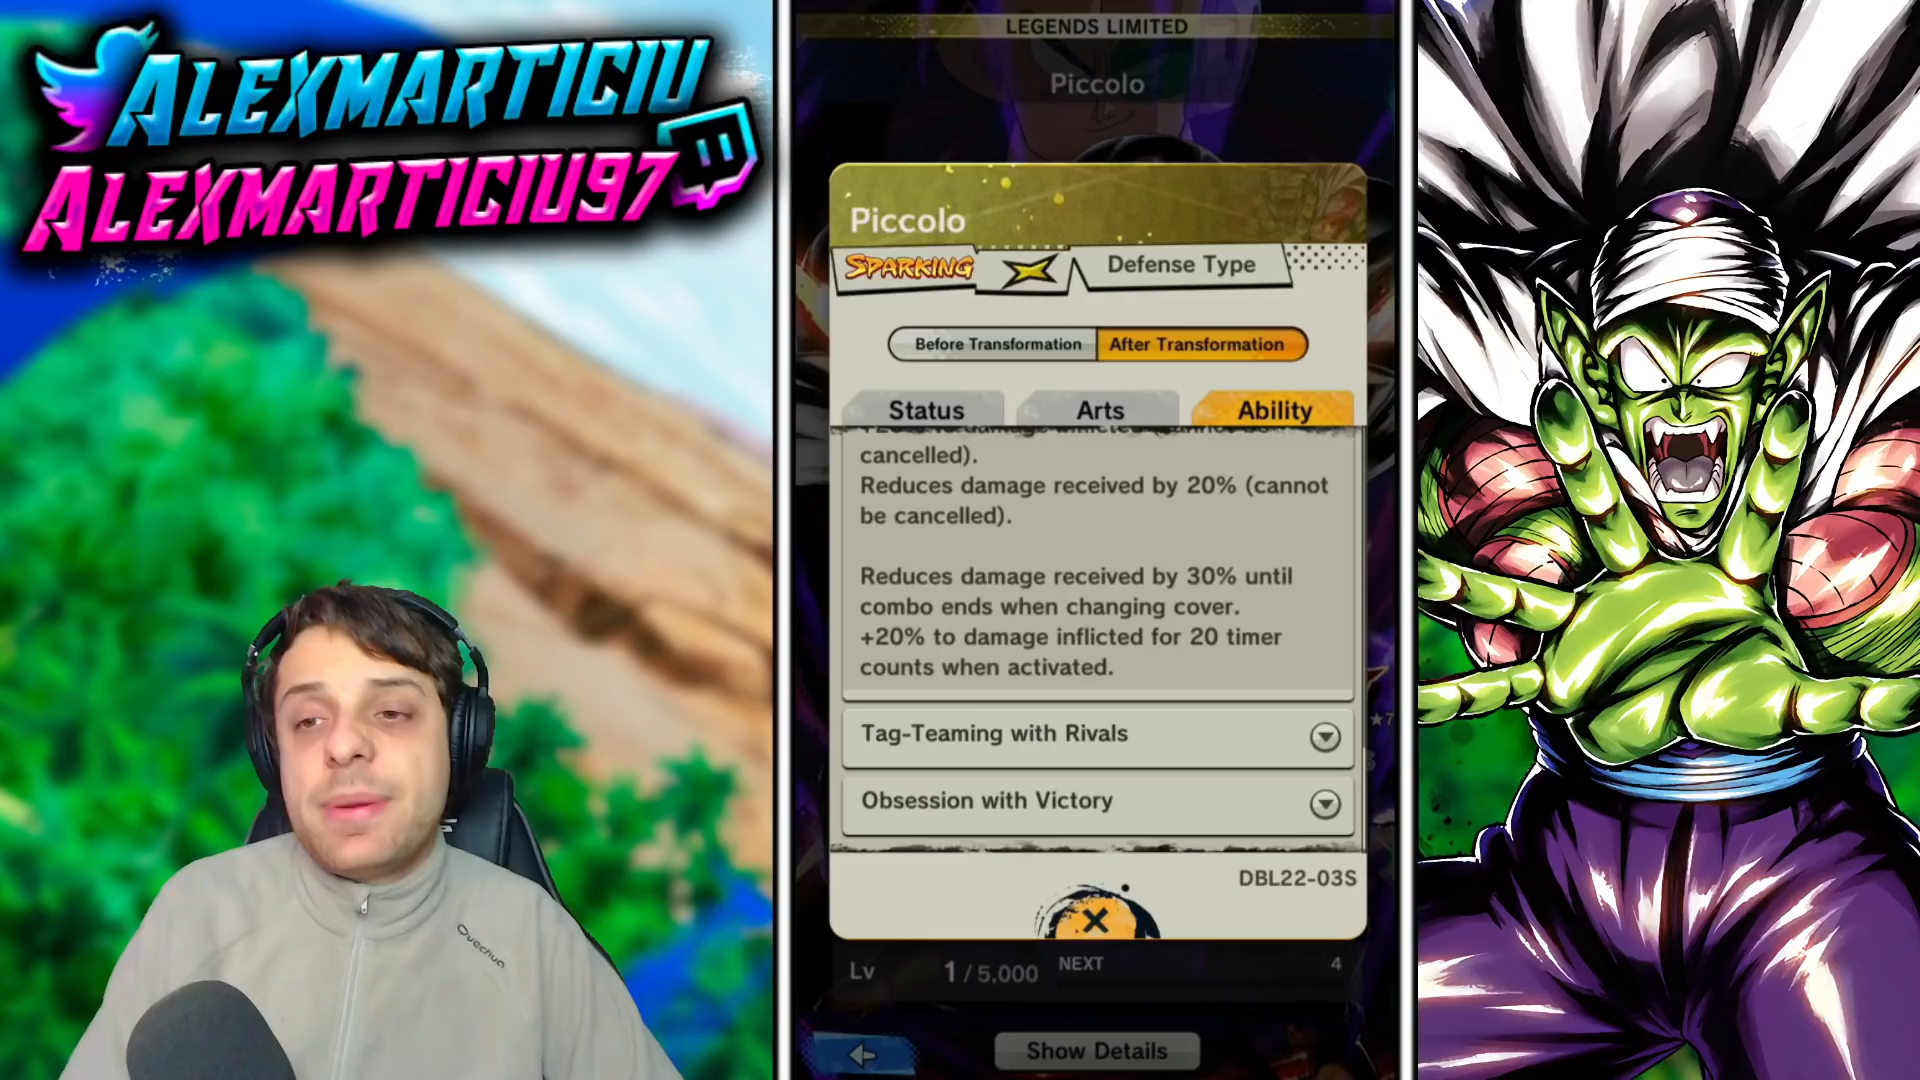 ALEXMARTICIU
ALEXMARTICIU97
Quechua
LEGENDS LIMITED
Piccolo
Piccolo
SPARKING
Defense Type
Before Transformation
After Transformation
Status
Arts
Ability
cancelled).
Reduces damage received by 20% (cannot
be cancelled).
Reduces damage received by 30% until
combo ends when changing cover.
+20% to damage inflicted for 20 timer
counts when activated.
Tag-Teaming with Rivals
Obsession with Victory
DBL22-03S
★7
Lv 1 / 5,000 NEXT 4
Show Details